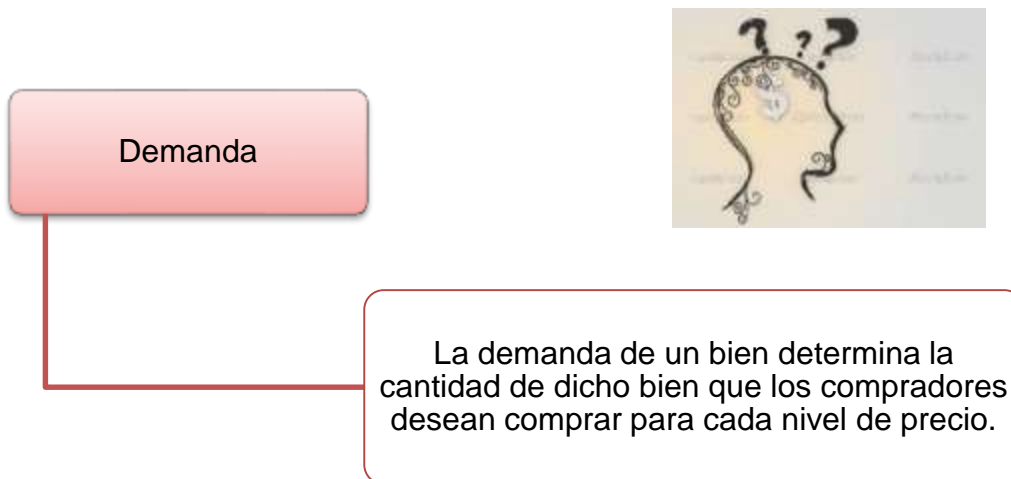 Demanda
La demanda de un bien determina la
cantidad de dicho bien que los compradores
desean comprar para cada nivel de precio.